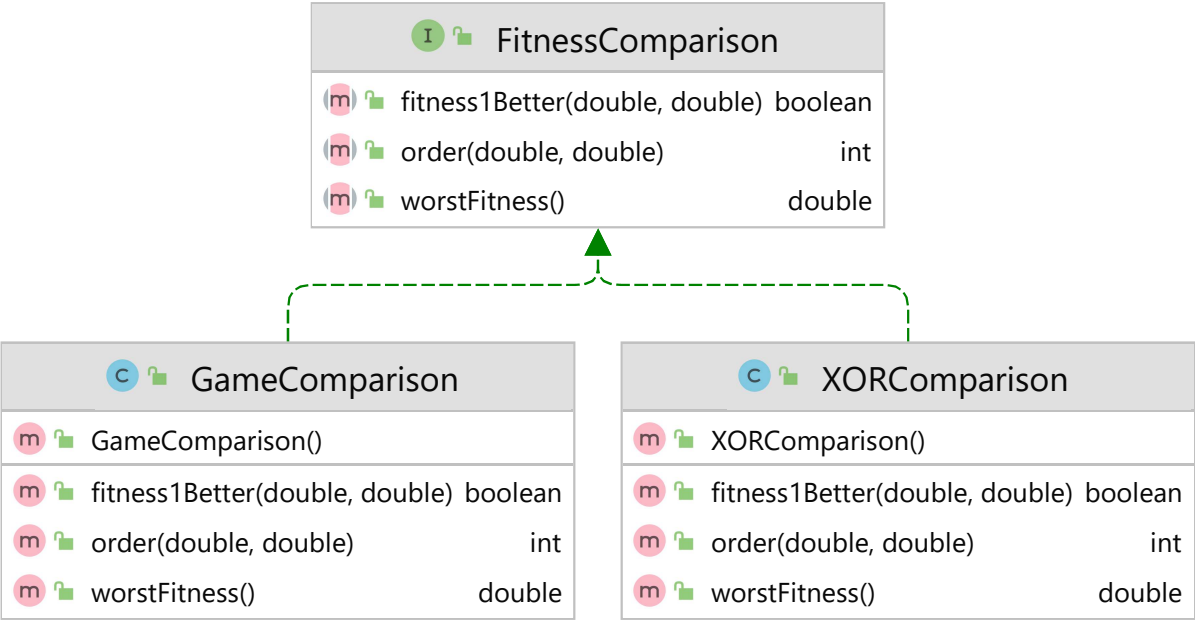 I FitnessComparison
m fitness1Better(double, double) boolean
m order(double, double) int
m worstFitness() double
C GameComparison
m GameComparison()
m fitness1Better(double, double) boolean
m order(double, double) int
m worstFitness() double
C XORComparison
m XORComparison()
m fitness1Better(double, double) boolean
m order(double, double) int
m worstFitness() double